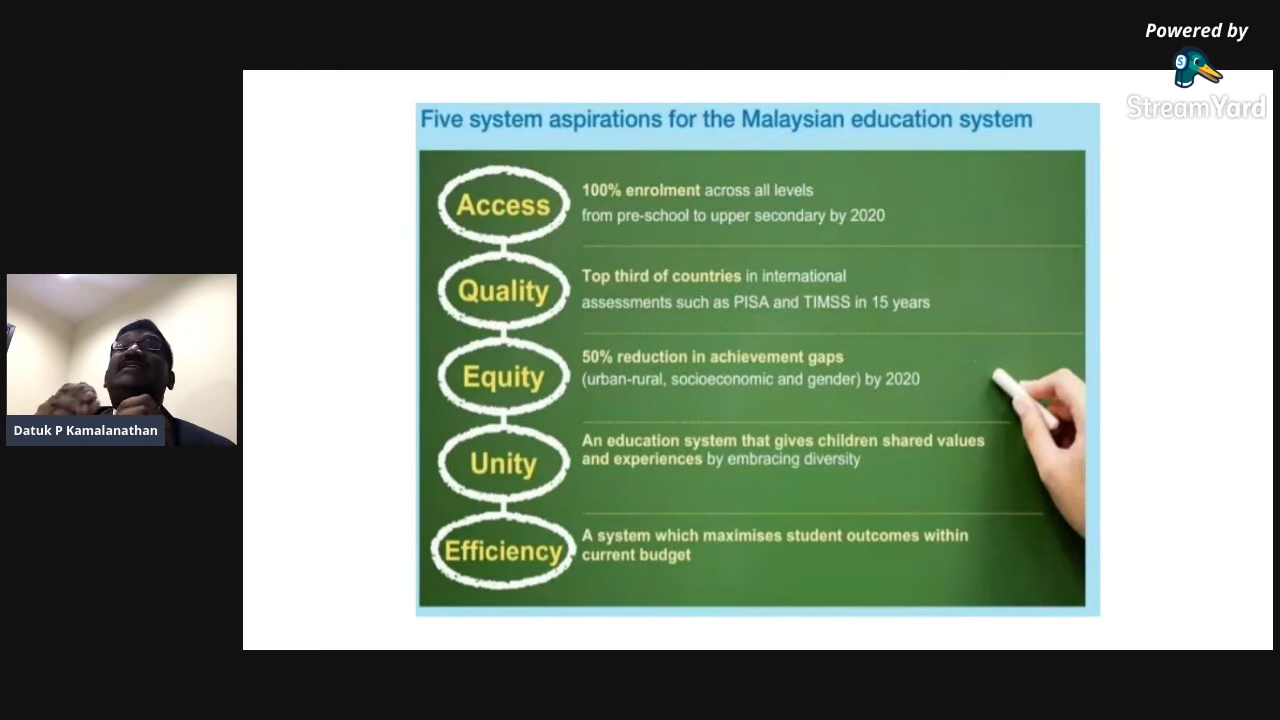 Powered by
StreamYard
Five system aspirations for the Malaysian education system
Access
100% enrolment across all levels
from pre-school to upper secondary by 2020
Quality
Top third of countries in international
assessments such as PISA and TIMSS in 15 years
Equity
50% reduction in achievement gaps
(urban-rural, socioeconomic and gender) by 2020
Unity
An education system that gives children shared values
and experiences by embracing diversity
Efficiency
A system which maximises student outcomes within
current budget
Datuk P Kamalanathan